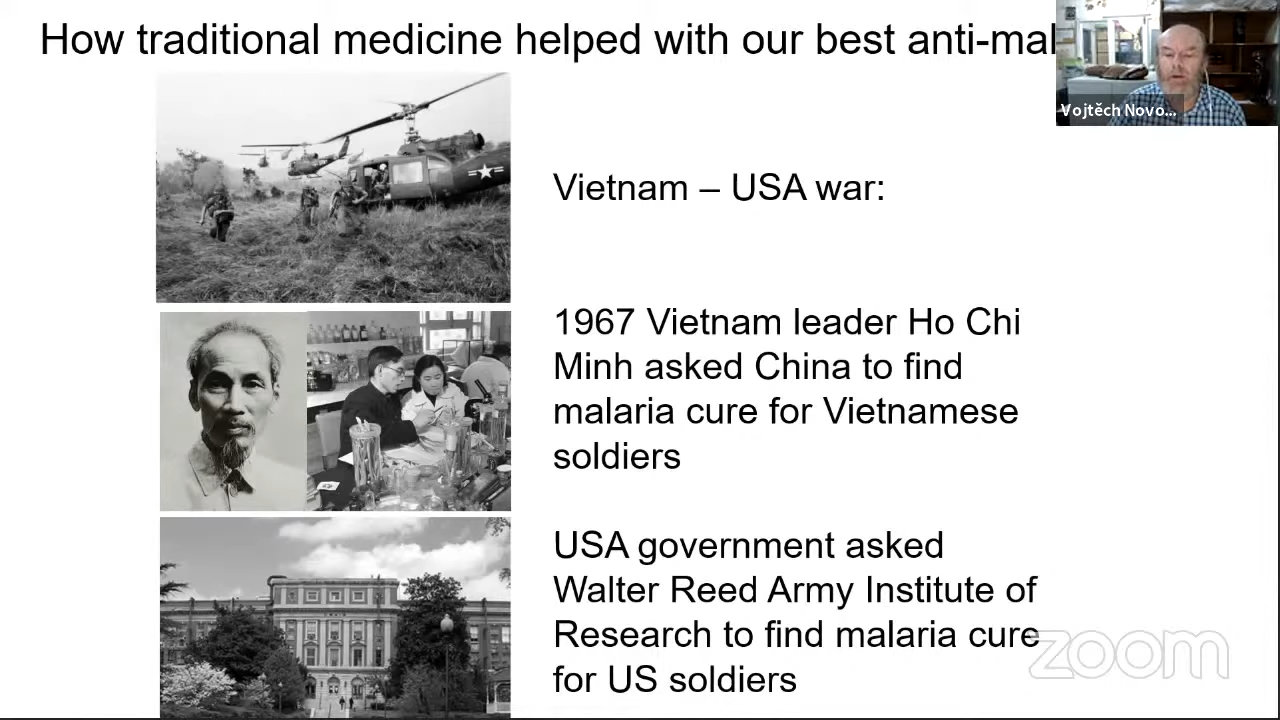 How traditional medicine helped with our best anti-mal
Vojtěch Novo...
Vietnam – USA war:
1967 Vietnam leader Ho Chi
Minh asked China to find
malaria cure for Vietnamese
soldiers
USA government asked
Walter Reed Army Institute of
Research to find malaria cure
for US soldiers
zoom